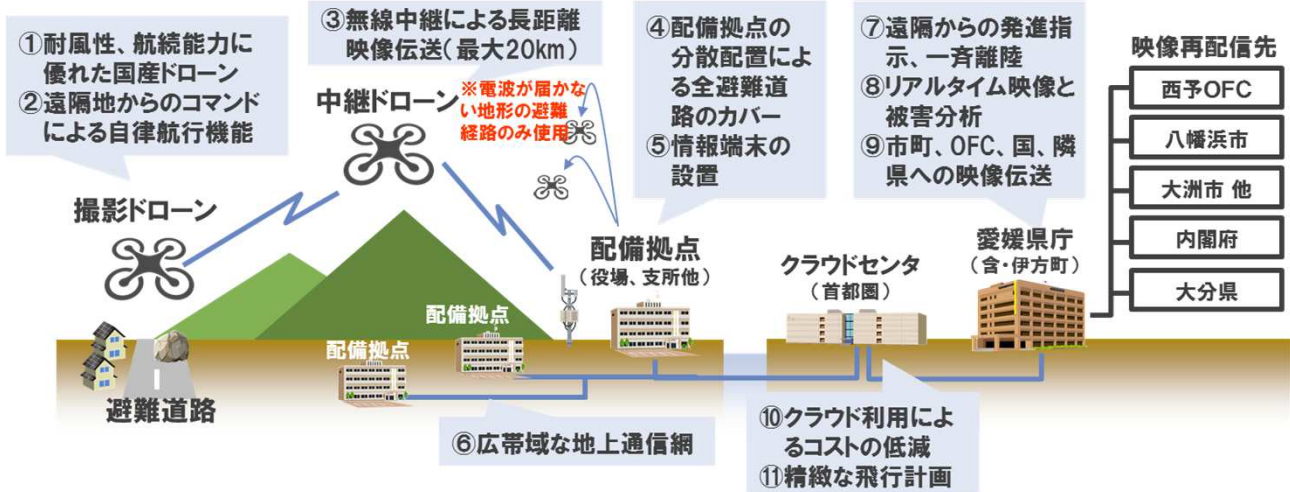 ①耐風性、航続能力に
優れた国産ドローン
②遠隔地からのコマンド
による自律航行機能
③無線中継による長距離
映像伝送(最大20km)
中継ドローン
※電波が届かな
い地形の避難
経路のみ使用
④配備拠点の
分散配置によ
る全避難道
路のカバー
⑤情報端末の
設置
⑦遠隔からの発進指
示、一斉離陸
⑧リアルタイム映像と
被害分析
⑨市町、OFC、国、隣
県への映像伝送
映像再配信先
西予OFC
八幡浜市
大洲市 他
内閣府
大分県
撮影ドローン
配備拠点
(役場、支所他)
クラウドセンタ
(首都圏)
愛媛県庁
(含・伊方町)
配備拠点
配備拠点
避難道路
⑥広帯域な地上通信網
⑩クラウド利用によ
るコストの低減
⑪精緻な飛行計画